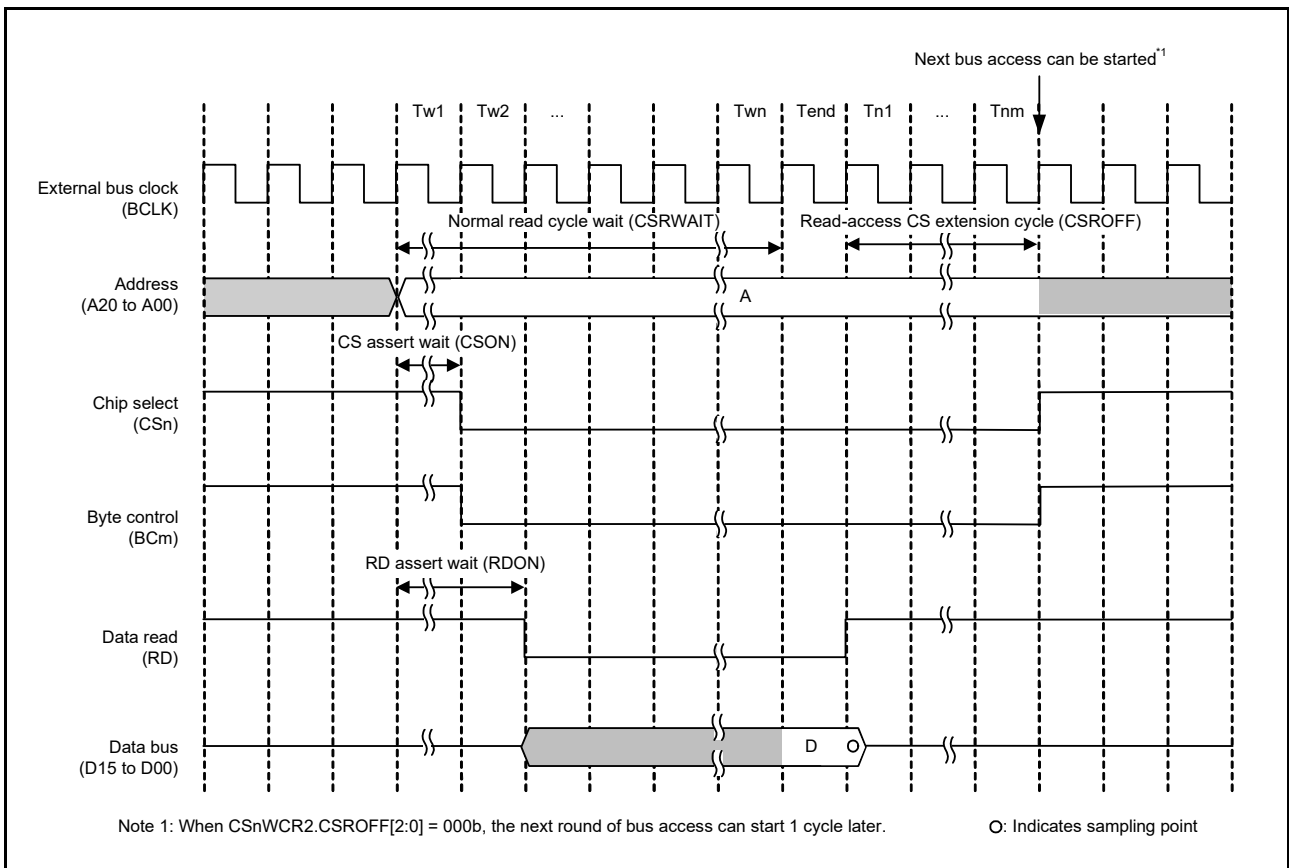 Next bus access can be started*1
Tw1 Tw2 ... Twn Tend Tn1 ... Tnm
External bus clock
(BCLK)
Normal read cycle wait (CSRWAIT)
Read-access CS extension cycle (CSROFF)
Address
(A20 to A00)
A
CS assert wait (CSON)
Chip select
(CSn)
Byte control
(BCm)
RD assert wait (RDON)
Data read
(RD)
Data bus
(D15 to D00)
D
Note 1: When CSnWCR2.CSROFF[2:0] = 000b, the next round of bus access can start 1 cycle later.
O: Indicates sampling point